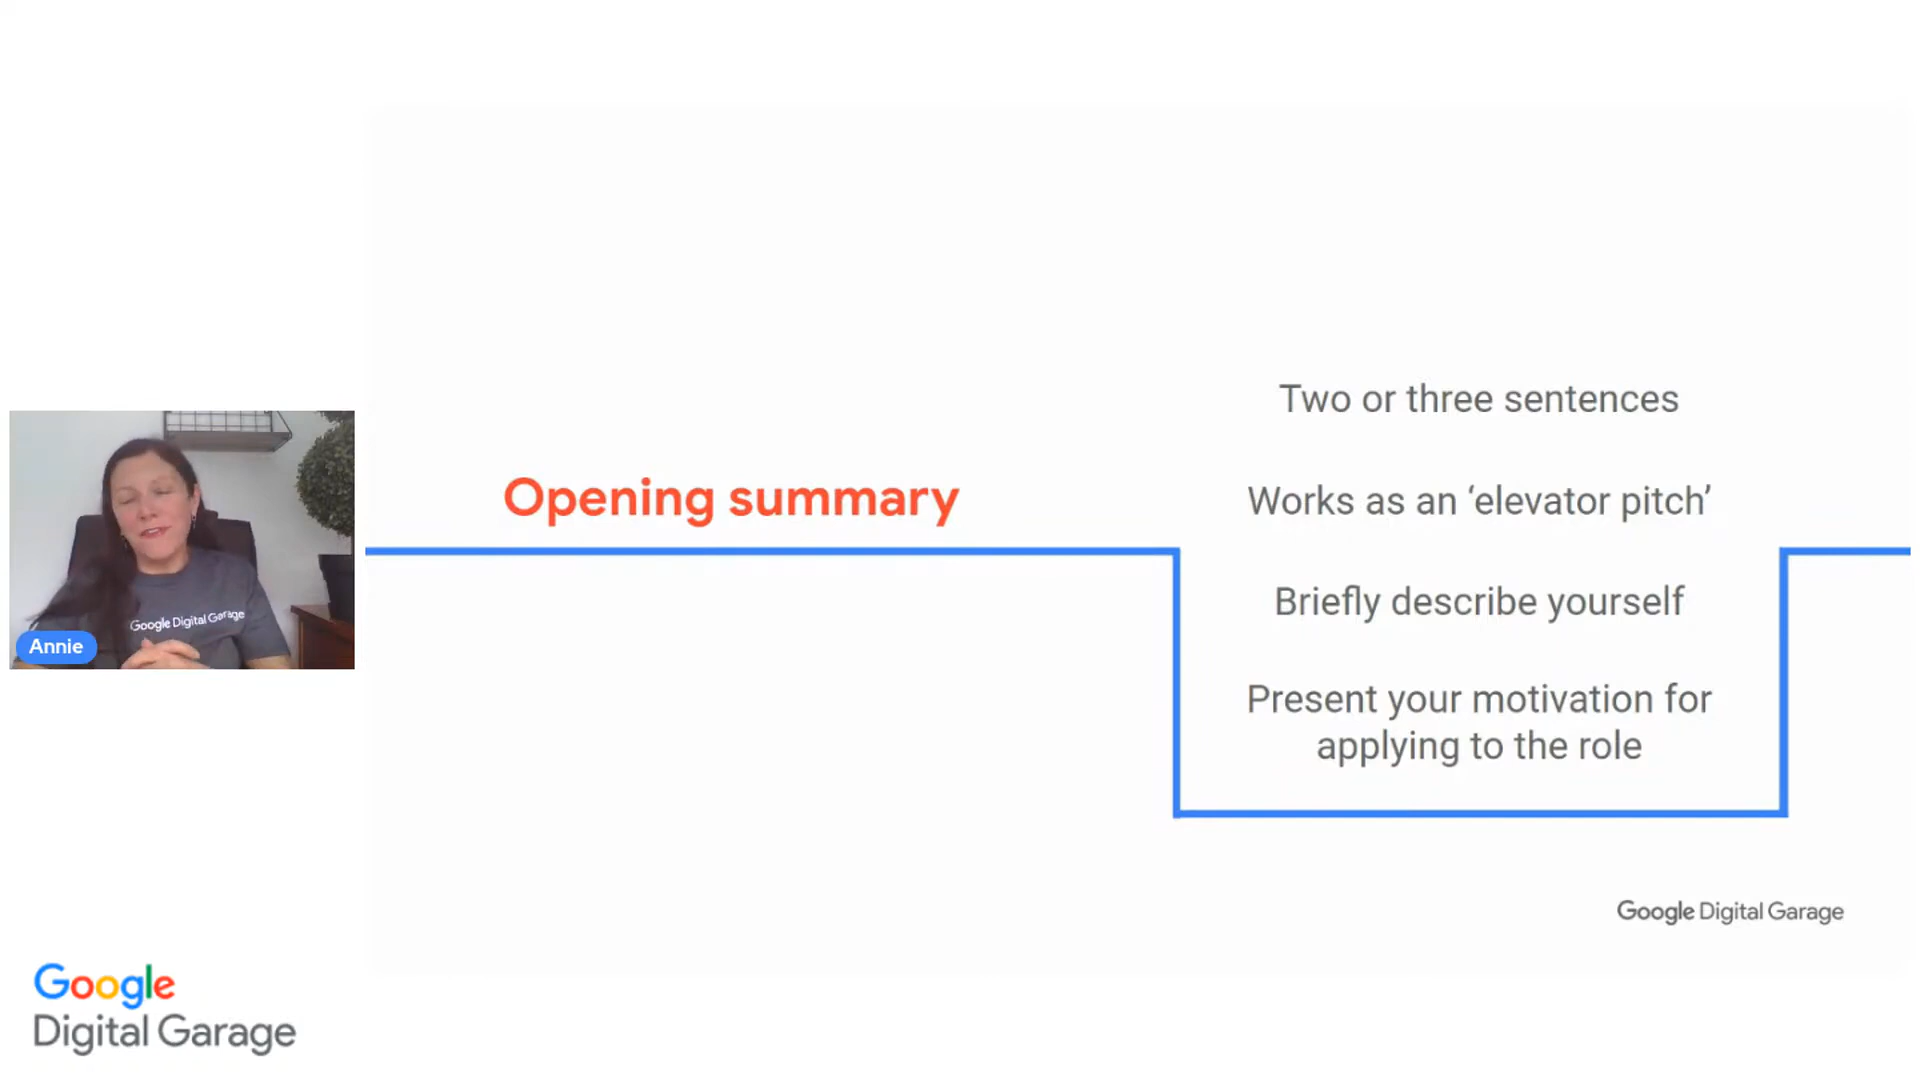 Opening summary
Two or three sentences
Works as an ‘elevator pitch’
Briefly describe yourself
Present your motivation for
applying to the role
Google Digital Garage
Annie
Google Digital Garage
Google
Digital Garage